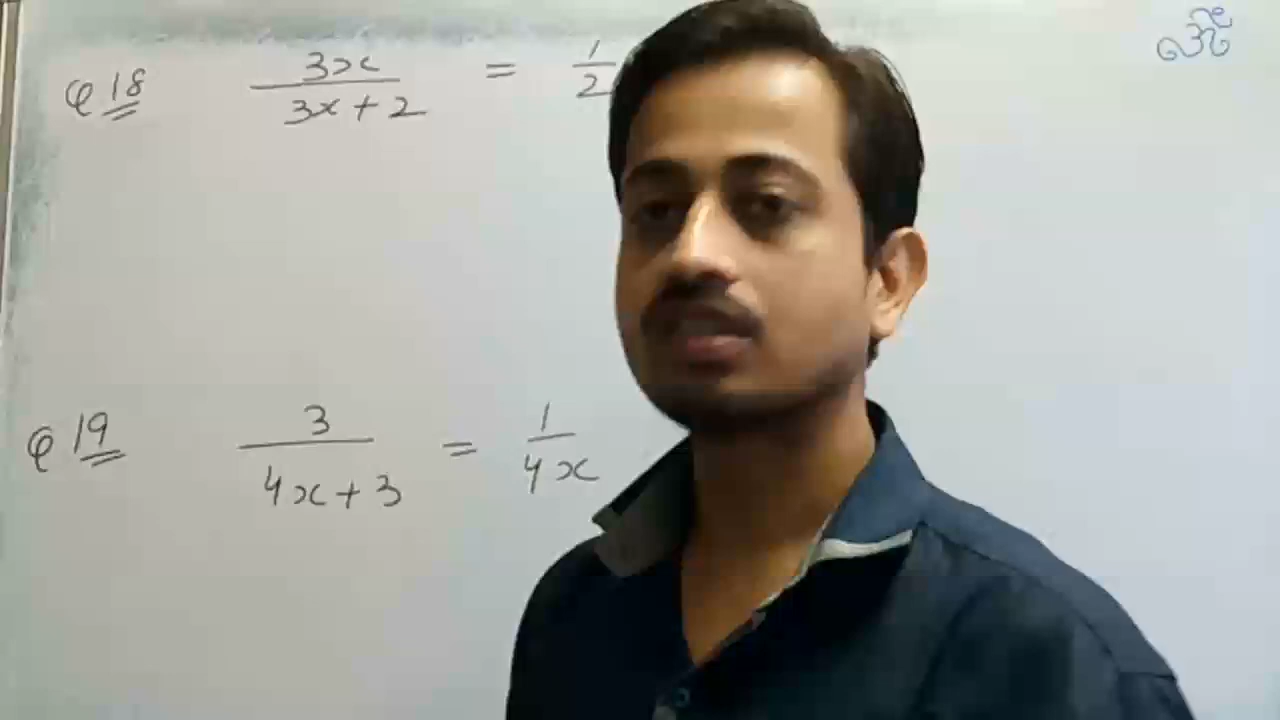 Q 18 3x/(3x+2) = 1/2
ॐ
Q 19 3/(4x+3) = 1/4x